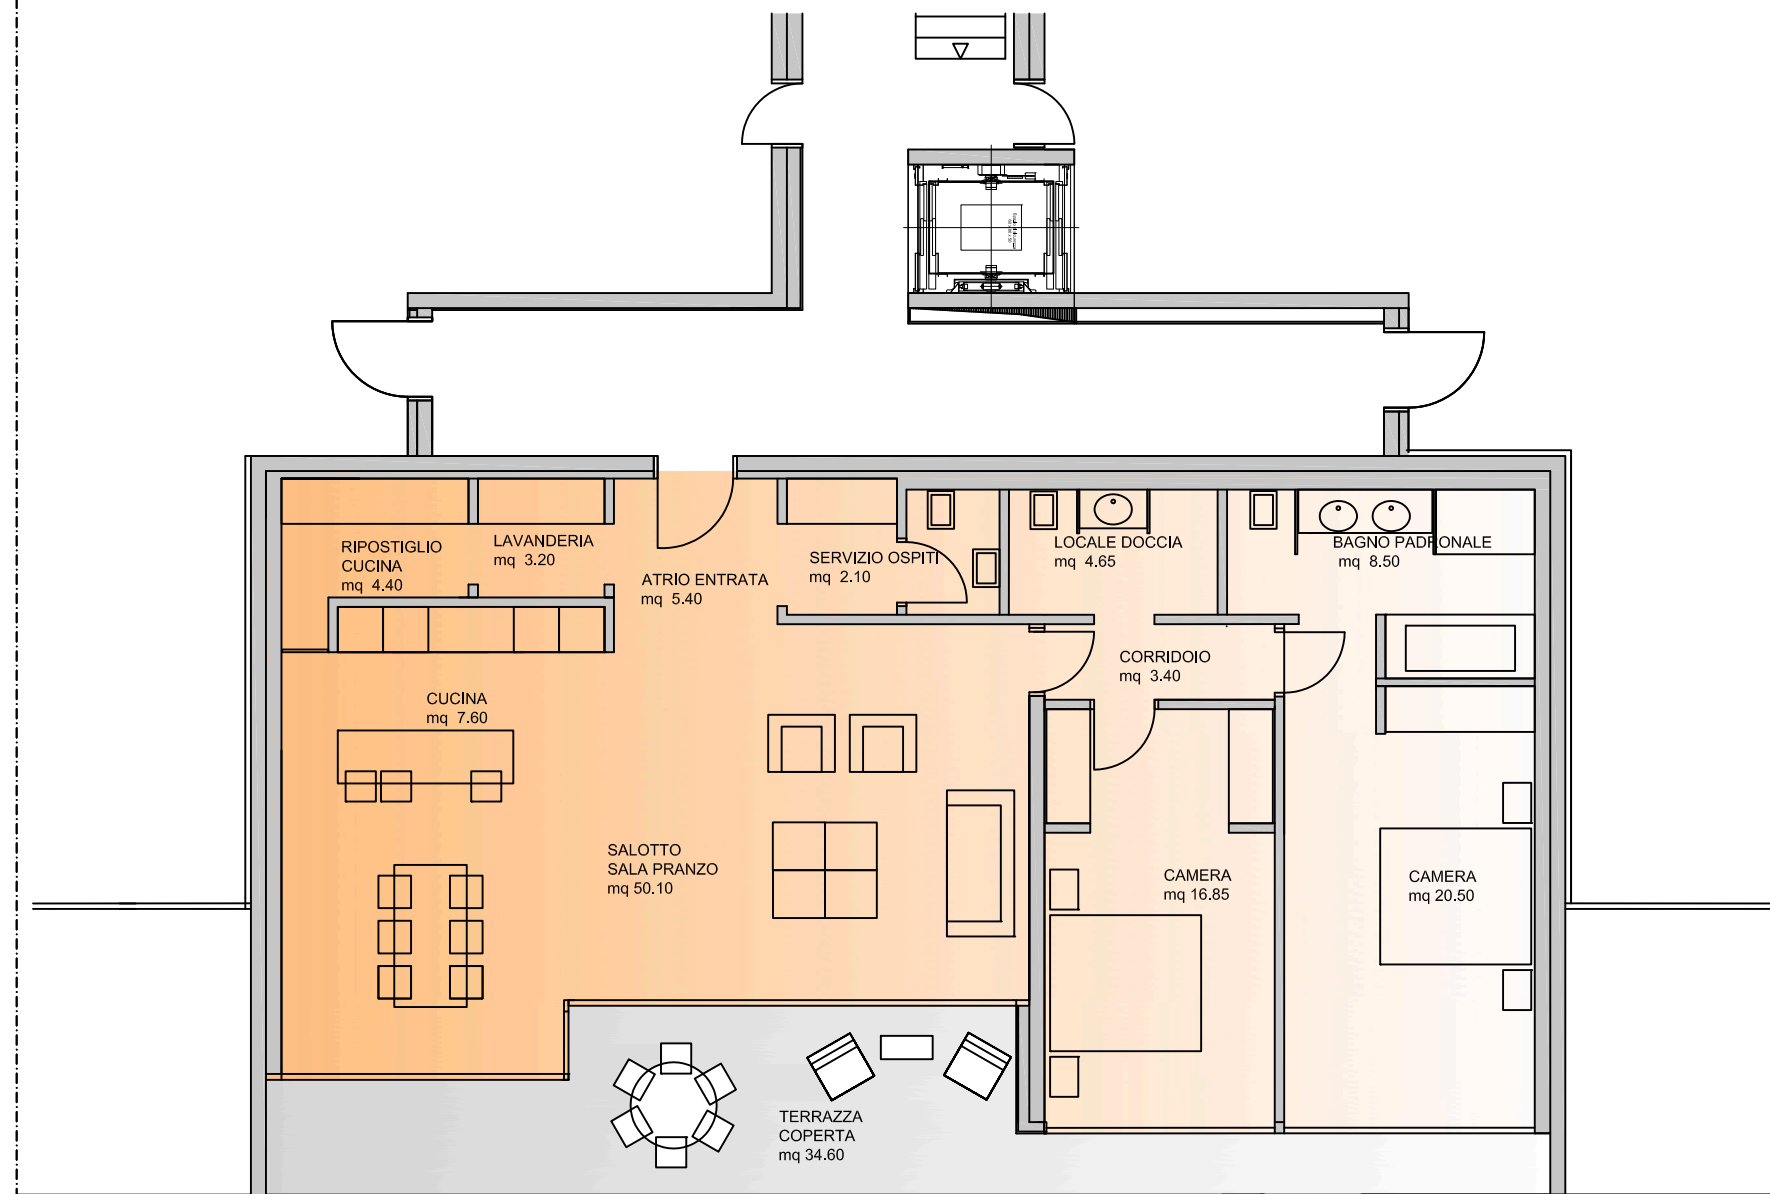 RIPOSTIGLIO
CUCINA
mq 4.40
LAVANDERIA
mq 3.20
ATRIO ENTRATA
mq 5.40
SERVIZIO OSPITI
mq 2.10
LOCALE DOCCIA
mq 4.65
BAGNO PADRONALE
mq 8.50
CORRIDOIO
mq 3.40
CUCINA
mq 7.60
SALOTTO
SALA PRANZO
mq 50.10
CAMERA
mq 16.85
CAMERA
mq 20.50
TERRAZZA
COPERTA
mq 34.60